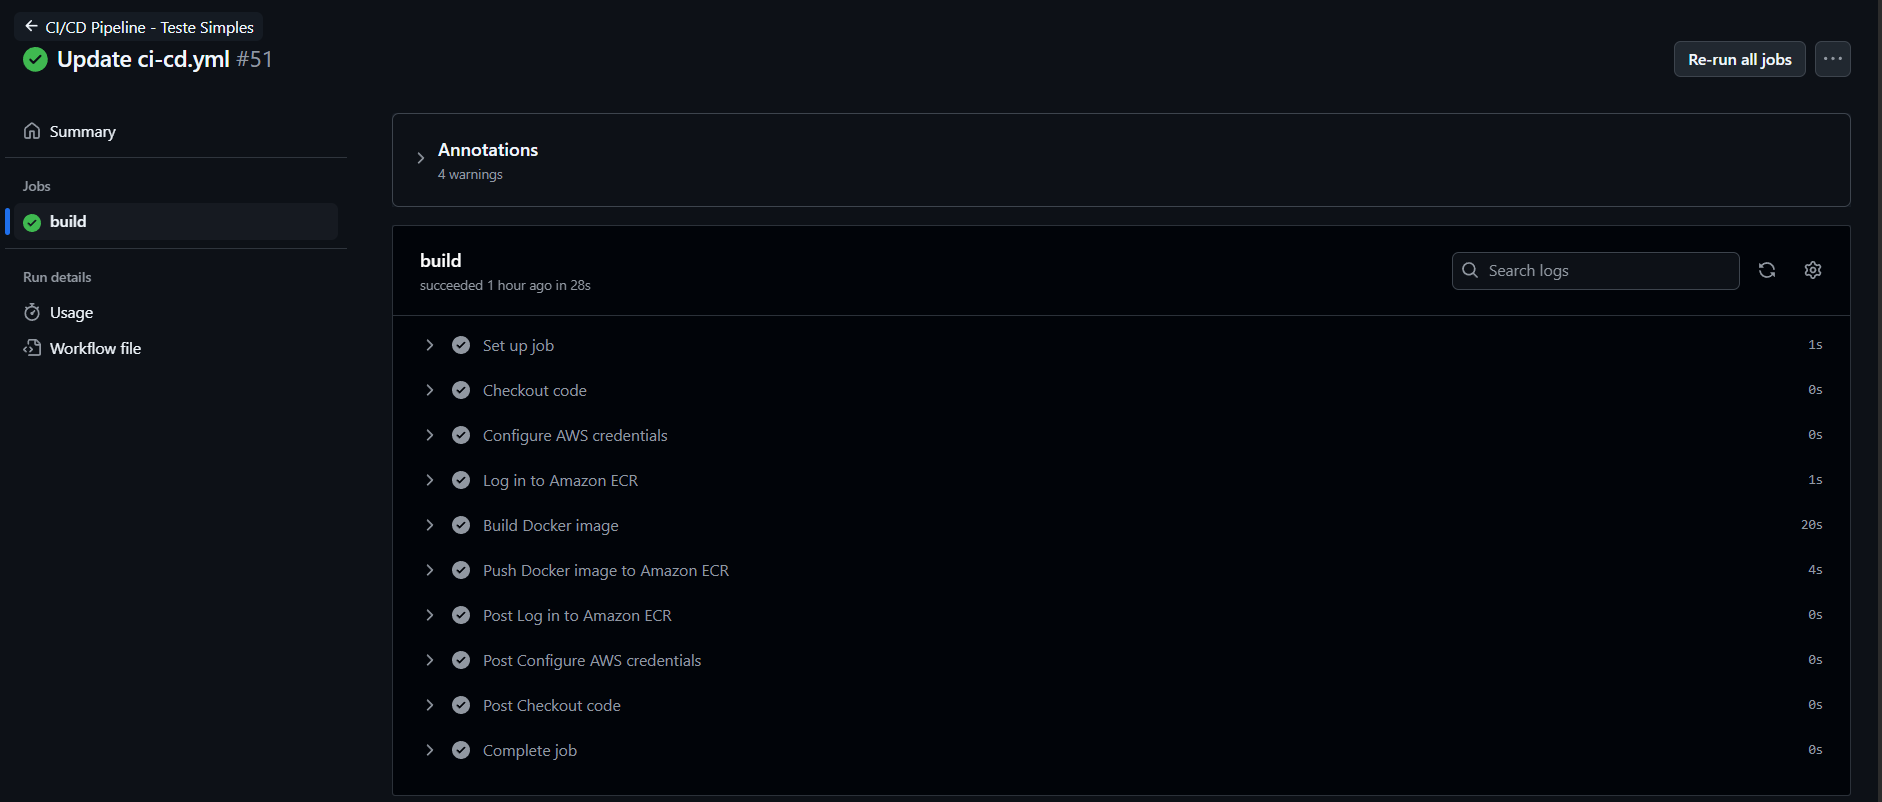 CI/CD Pipeline - Teste Simples
Update ci-cd.yml #51
Re-run all jobs
Summary
Jobs
build
Run details
Usage
Workflow file
Annotations
4 warnings
build
succeeded 1 hour ago in 28s
Search logs
Set up job 1s
Checkout code 0s
Configure AWS credentials 0s
Log in to Amazon ECR 1s
Build Docker image 20s
Push Docker image to Amazon ECR 4s
Post Log in to Amazon ECR 0s
Post Configure AWS credentials 0s
Post Checkout code 0s
Complete job 0s